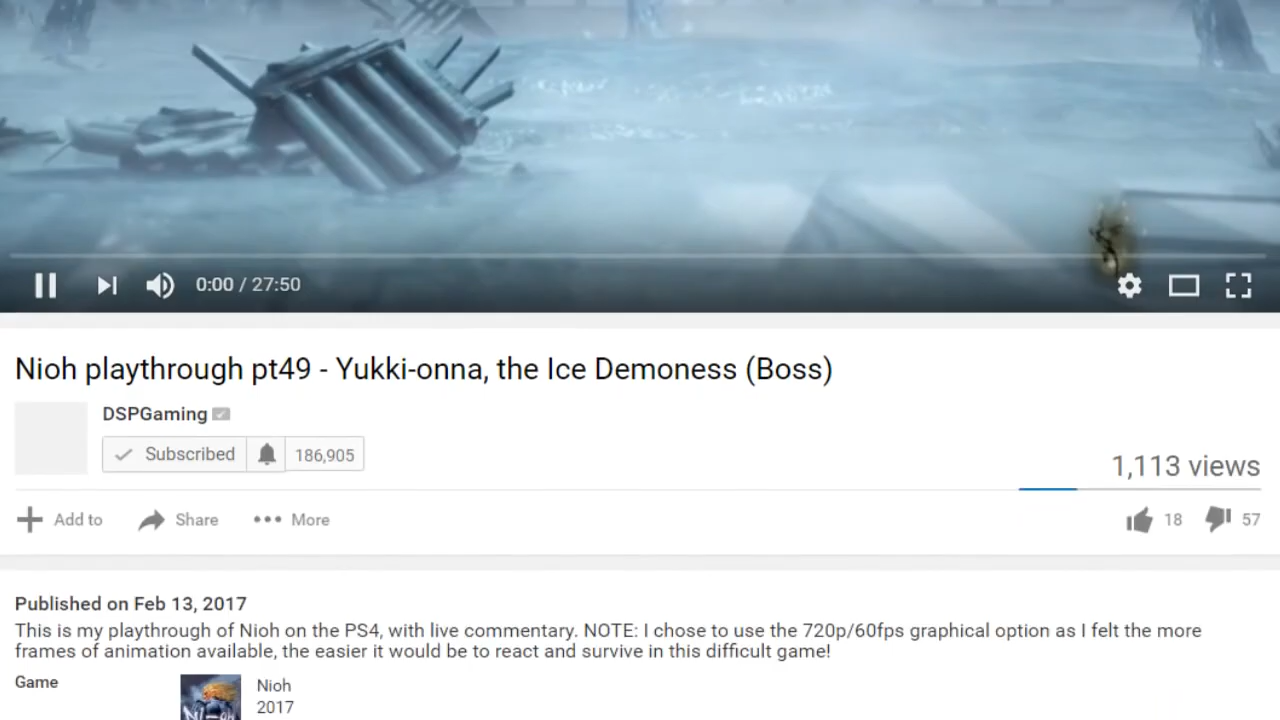 0:00 / 27:50
Nioh playthrough pt49 - Yukki-onna, the Ice Demoness (Boss)
DSPGaming
Subscribed 186,905
1,113 views
Add to Share More 18 57
Published on Feb 13, 2017
This is my playthrough of Nioh on the PS4, with live commentary. NOTE: I chose to use the 720p/60fps graphical option as I felt the more
frames of animation available, the easier it would be to react and survive in this difficult game!
Game Nioh
2017
NIOH